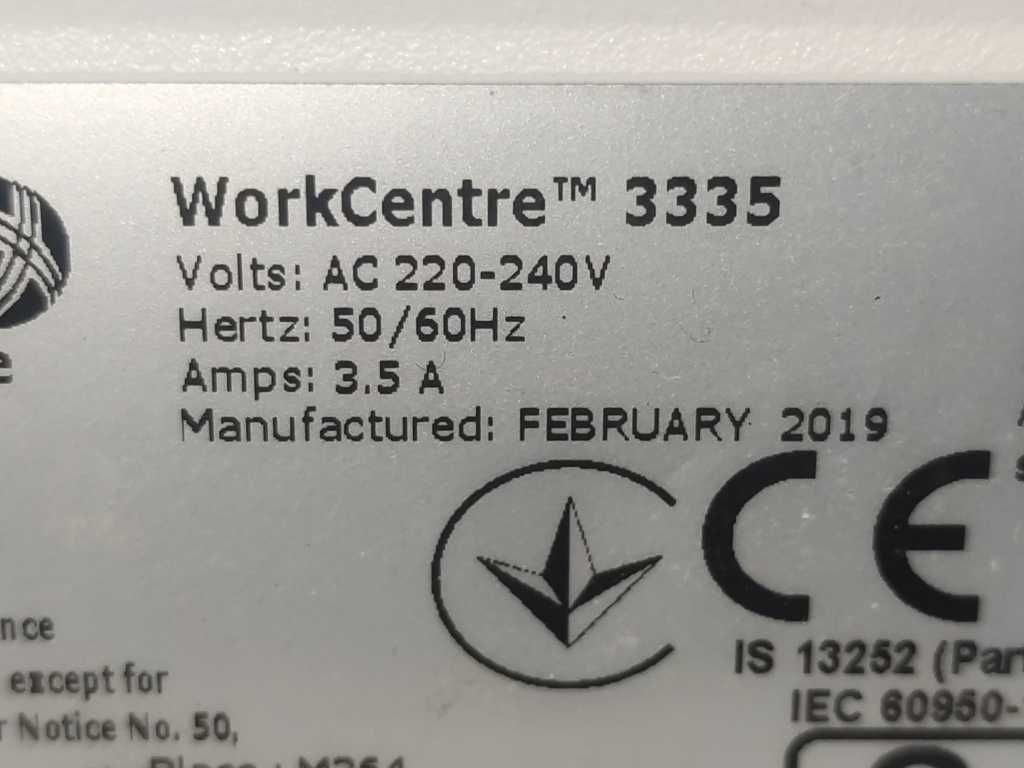 WorkCentre™ 3335
Volts: AC 220-240V
Hertz: 50/60Hz
Amps: 3.5 A
Manufactured: FEBRUARY 2019
e
CE
IS 13252 (Par
IEC 60950-
nce
except for
r Notice No. 50,